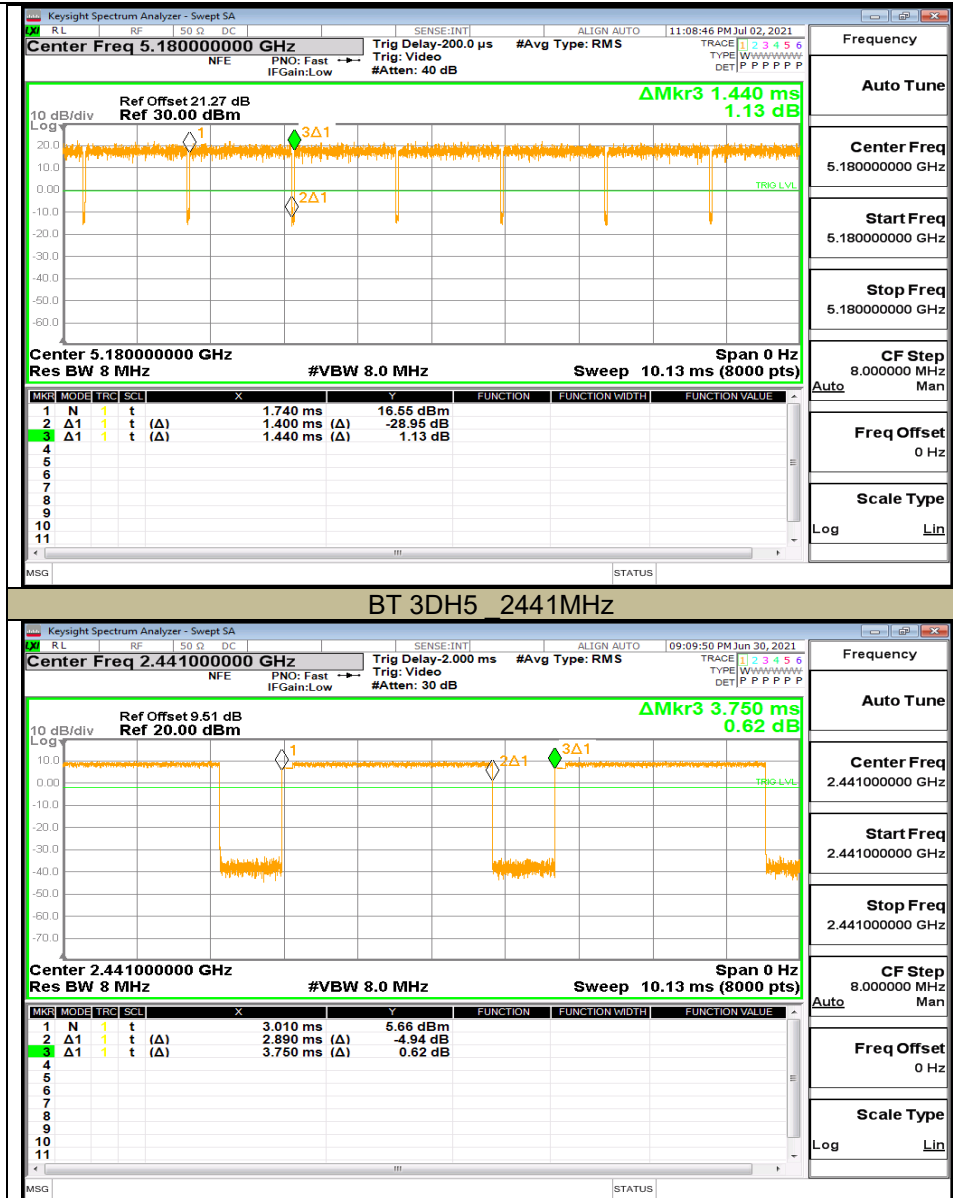 Keysight Spectrum Analyzer - Swept SA
LXI RL RF 50 Ω DC SENSE:INT ALIGN AUTO 11:08:46 PM Jul 02, 2021
Center Freq 5.180000000 GHz
NFE PNO: Fast IFGain:Low
Trig Delay-200.0 µs #Avg Type: RMS
Trig: Video
#Atten: 40 dB
TRACE 1 2 3 4 5 6
TYPE WWWWWW
DET P P P P P P
Frequency
Ref Offset 21.27 dB
10 dB/div Ref 30.00 dBm
Log
ΔMkr3 1.440 ms
1.13 dB
1
3Δ1
2Δ1
TRIG LVL
20.0
10.0
0.00
-10.0
-20.0
-30.0
-40.0
-50.0
-60.0
Center 5.180000000 GHz Span 0 Hz
Res BW 8 MHz #VBW 8.0 MHz Sweep 10.13 ms (8000 pts)
MKR MODE TRC SCL X Y FUNCTION FUNCTION WIDTH FUNCTION VALUE
1 N 1 t 1.740 ms 16.55 dBm
2 Δ1 1 t (Δ) 1.400 ms (Δ) -28.95 dB
3 Δ1 1 t (Δ) 1.440 ms (Δ) 1.13 dB
4
5
6
7
8
9
10
11
MSG STATUS
Auto Tune
Center Freq
5.180000000 GHz
Start Freq
5.180000000 GHz
Stop Freq
5.180000000 GHz
CF Step
8.000000 MHz
Auto Man
Freq Offset
0 Hz
Scale Type
Log Lin
BT 3DH5 _2441MHz
Keysight Spectrum Analyzer - Swept SA
LXI RL RF 50 Ω DC SENSE:INT ALIGN AUTO 09:09:50 PM Jun 30, 2021
Center Freq 2.441000000 GHz
NFE PNO: Fast IFGain:Low
Trig Delay-2.000 ms #Avg Type: RMS
Trig: Video
#Atten: 30 dB
TRACE 1 2 3 4 5 6
TYPE WWWWWW
DET P P P P P P
Frequency
Ref Offset 9.51 dB
10 dB/div Ref 20.00 dBm
Log
ΔMkr3 3.750 ms
0.62 dB
1
2Δ1
3Δ1
TRIG LVL
10.0
0.00
-10.0
-20.0
-30.0
-40.0
-50.0
-60.0
-70.0
Center 2.441000000 GHz Span 0 Hz
Res BW 8 MHz #VBW 8.0 MHz Sweep 10.13 ms (8000 pts)
MKR MODE TRC SCL X Y FUNCTION FUNCTION WIDTH FUNCTION VALUE
1 N 1 t 3.010 ms 5.66 dBm
2 Δ1 1 t (Δ) 2.890 ms (Δ) -4.94 dB
3 Δ1 1 t (Δ) 3.750 ms (Δ) 0.62 dB
4
5
6
7
8
9
10
11
MSG STATUS
Auto Tune
Center Freq
2.441000000 GHz
Start Freq
2.441000000 GHz
Stop Freq
2.441000000 GHz
CF Step
8.000000 MHz
Auto Man
Freq Offset
0 Hz
Scale Type
Log Lin